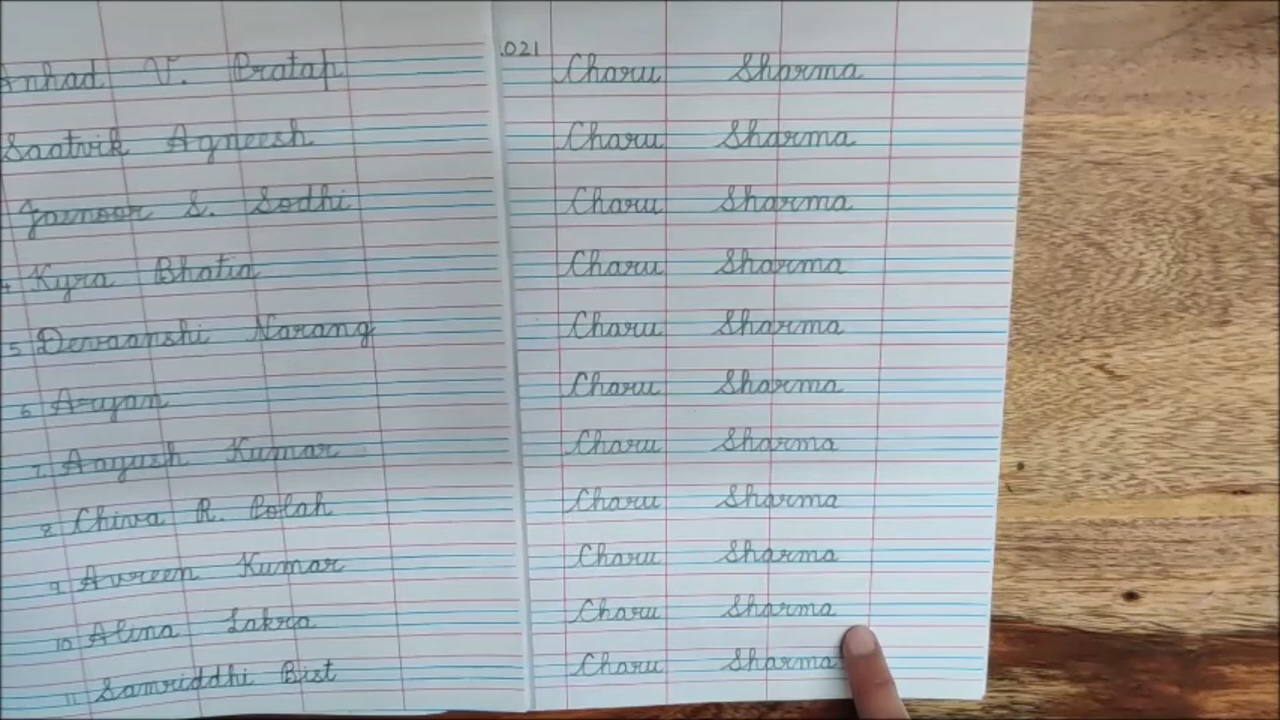 Anhad V. Pratap
Saatvik Agneesh
Jasnoor S. Sodhi
4 Kyra Bhatia
5 Devaanshi Narang
6 Arayan
7. Aayush Kumar
8. Chiva R. Polah
9. Avreen Kumar
10 Alina Lakra
11 Samriddhi Bist
.021
Charu Sharma
Charu Sharma
Charu Sharma
Charu Sharma
Charu Sharma
Charu Sharma
Charu Sharma
Charu Sharma
Charu Sharma
Charu Sharma
Charu Sharma